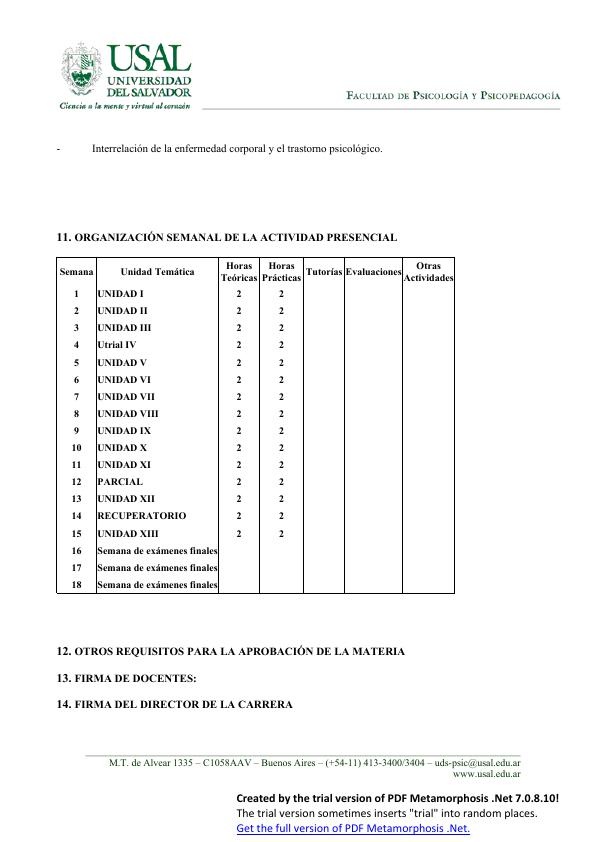 USAL
UNIVERSIDAD
DEL SALVADOR
Ciencia a la mente y virtud al corazón
FACULTAD DE PSICOLOGÍA Y PSICOPEDAGOGÍA
- Interrelación de la enfermedad corporal y el trastorno psicológico.
11. ORGANIZACIÓN SEMANAL DE LA ACTIVIDAD PRESENCIAL
Semana Unidad Temática Horas Teóricas Horas Prácticas Tutorías Evaluaciones Otras Actividades
1 UNIDAD I 2 2
2 UNIDAD II 2 2
3 UNIDAD III 2 2
4 Utrial IV 2 2
5 UNIDAD V 2 2
6 UNIDAD VI 2 2
7 UNIDAD VII 2 2
8 UNIDAD VIII 2 2
9 UNIDAD IX 2 2
10 UNIDAD X 2 2
11 UNIDAD XI 2 2
12 PARCIAL 2 2
13 UNIDAD XII 2 2
14 RECUPERATORIO 2 2
15 UNIDAD XIII 2 2
16 Semana de exámenes finales
17 Semana de exámenes finales
18 Semana de exámenes finales
12. OTROS REQUISITOS PARA LA APROBACIÓN DE LA MATERIA
13. FIRMA DE DOCENTES:
14. FIRMA DEL DIRECTOR DE LA CARRERA
M.T. de Alvear 1335 – C1058AAV – Buenos Aires – (+54-11) 413-3400/3404 – uds-psic@usal.edu.ar
www.usal.edu.ar
Created by the trial version of PDF Metamorphosis .Net 7.0.8.10!
The trial version sometimes inserts "trial" into random places.
Get the full version of PDF Metamorphosis .Net.